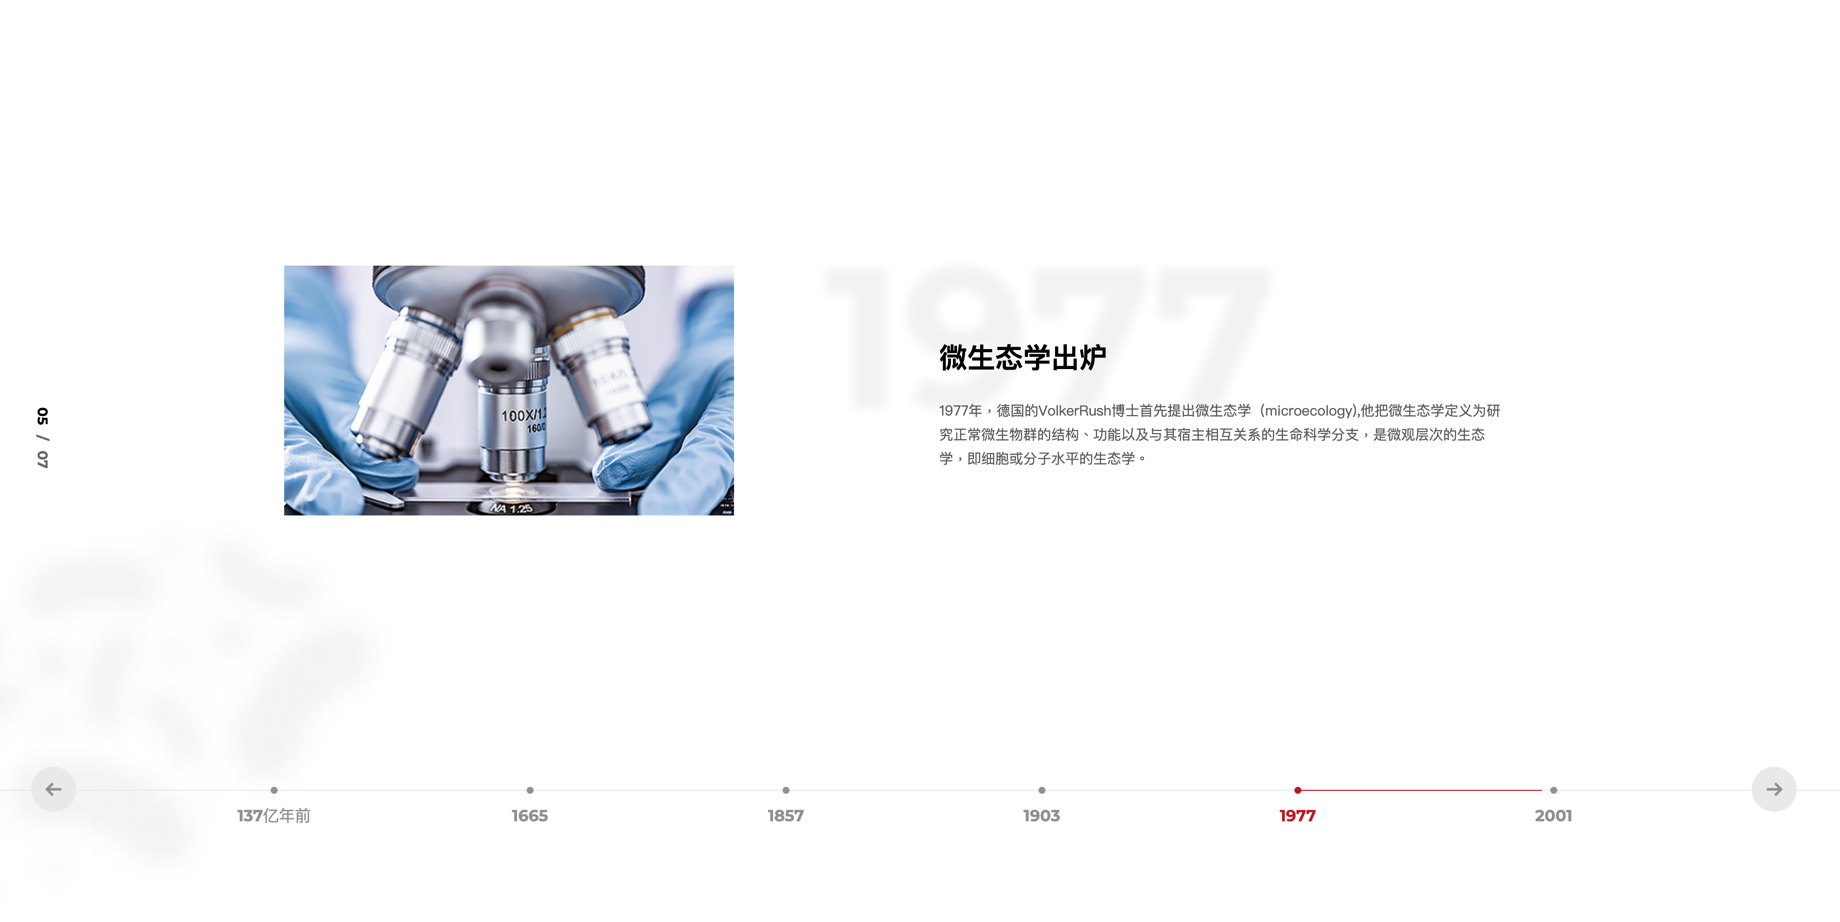 1977
微生态学出炉
1977年，德国的VolkerRush博士首先提出微生态学（microecology),他把微生态学定义为研
究正常微生物群的结构、功能以及与其宿主相互关系的生命科学分支，是微观层次的生态
学，即细胞或分子水平的生态学。
100X/1.2
160/0
NA 1.25
05 / 07
137亿年前
1665
1857
1903
1977
2001